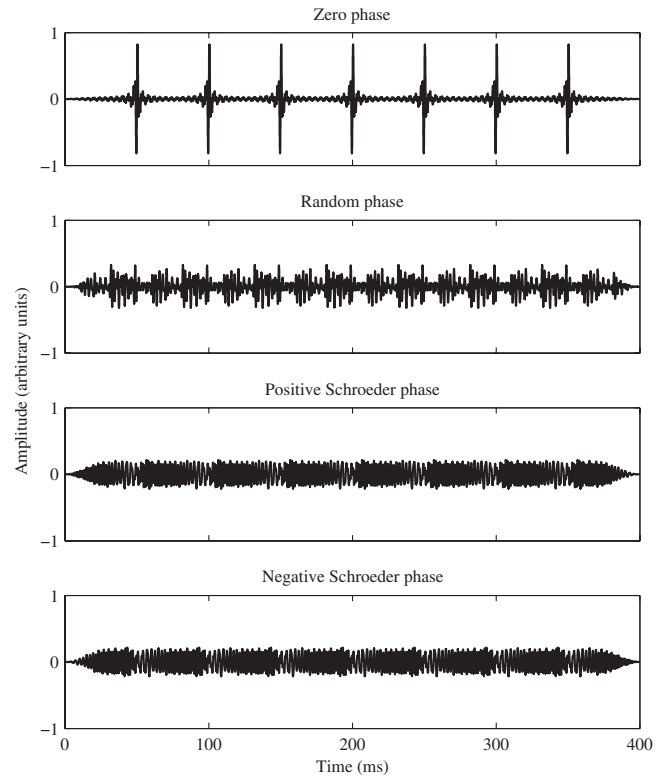 Zero phase
1
0
−1
Random phase
1
0
−1
Positive Schroeder phase
1
0
−1
Negative Schroeder phase
1
0
−1
0 100 200 300 400
Time (ms)
Amplitude (arbitrary units)